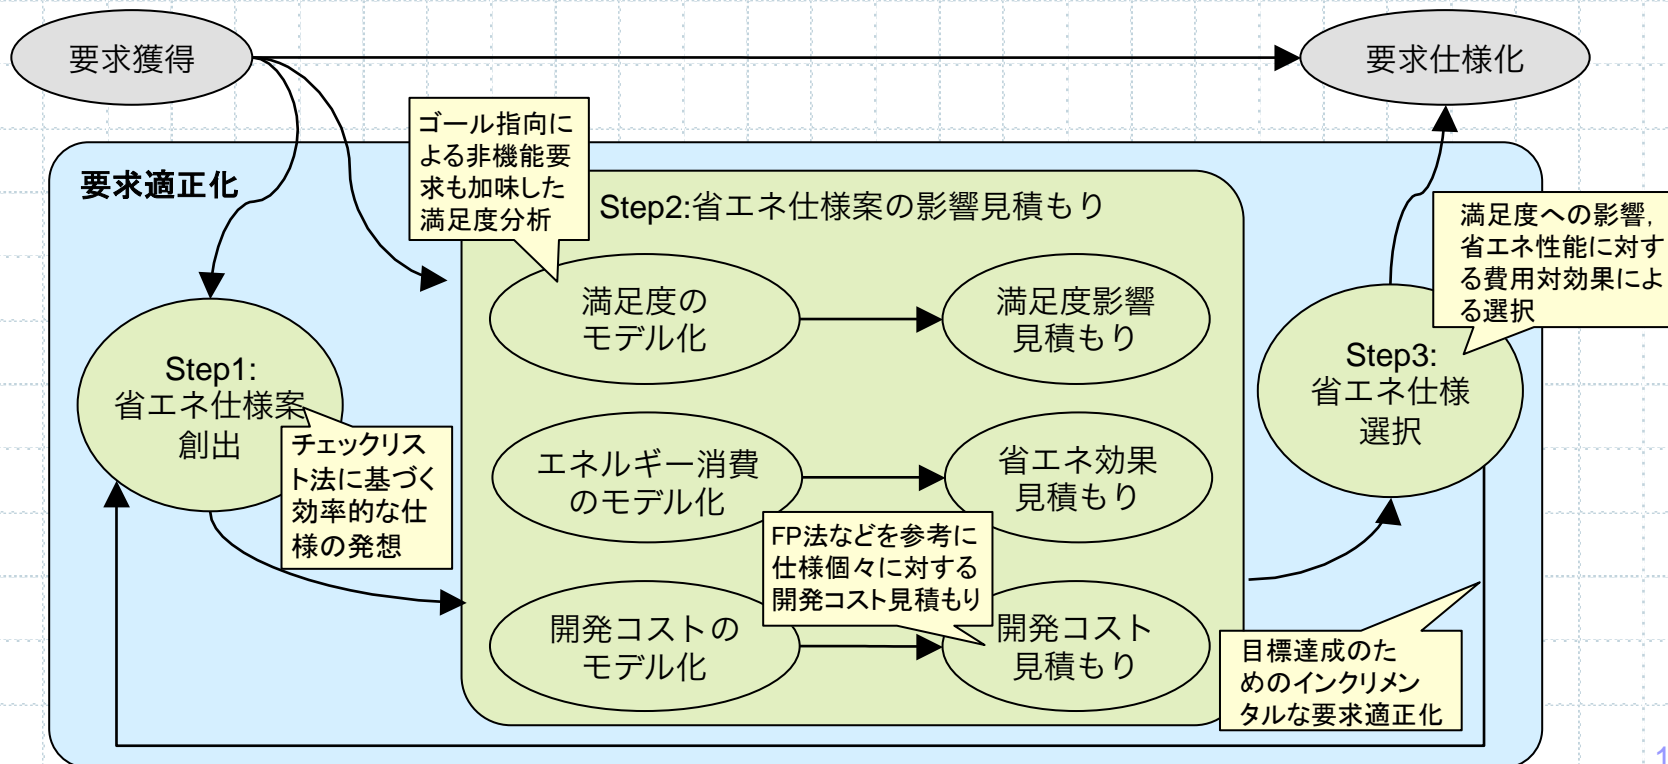 要求獲得
要求仕様化
要求適正化
ゴール指向に
よる非機能要
求も加味した
満足度分析
Step2:省エネ仕様案の影響見積もり
満足度への影響,
省エネ性能に対す
る費用対効果によ
る選択
満足度の
モデル化
満足度影響
見積もり
Step1:
省エネ仕様案
創出
Step3:
省エネ仕様
選択
チェックリス
ト法に基づく
効率的な仕
様の発想
エネルギー消費
のモデル化
省エネ効果
見積もり
FP法などを参考に
仕様個々に対する
開発コスト見積もり
開発コストの
モデル化
開発コスト
見積もり
目標達成のた
めのインクリメン
タルな要求適正化
1